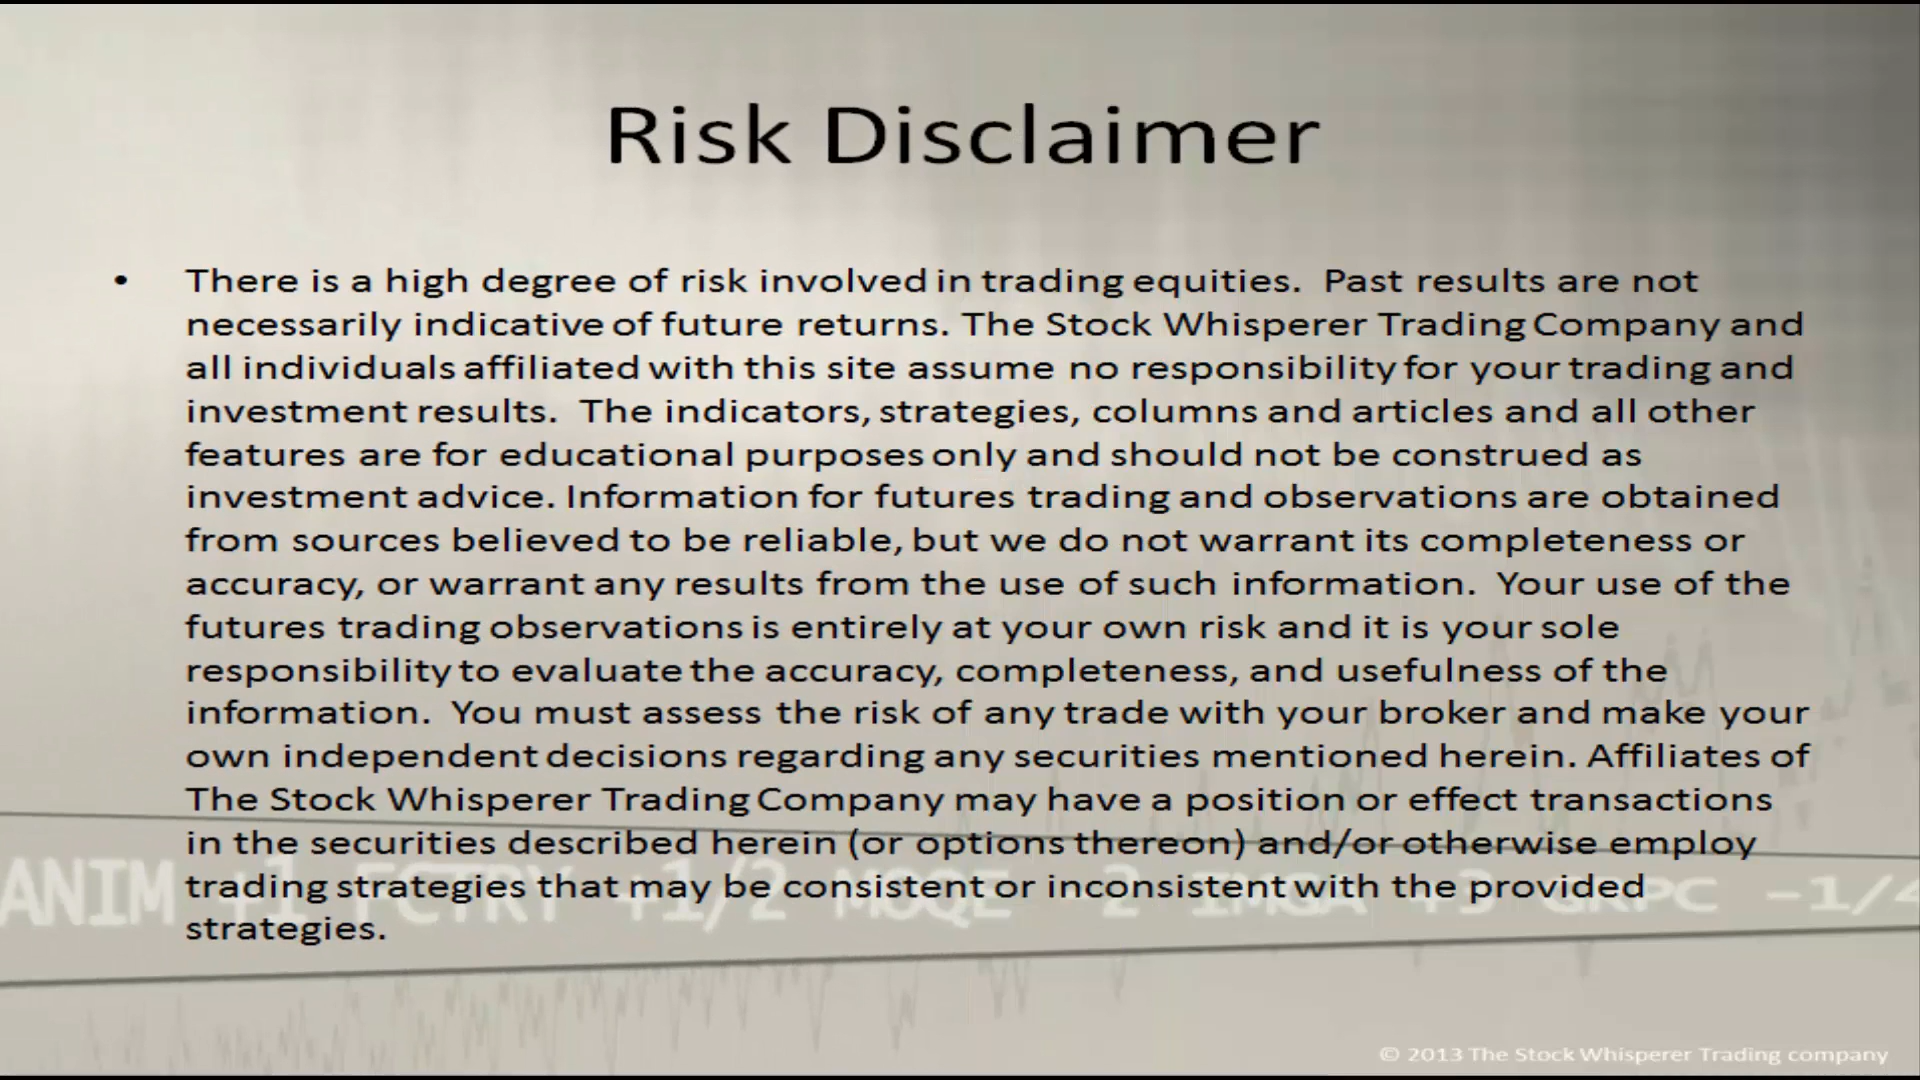 Risk Disclaimer
• There is a high degree of risk involved in trading equities. Past results are not
necessarily indicative of future returns. The Stock Whisperer Trading Company and
all individuals affiliated with this site assume no responsibility for your trading and
investment results. The indicators, strategies, columns and articles and all other
features are for educational purposes only and should not be construed as
investment advice. Information for futures trading and observations are obtained
from sources believed to be reliable, but we do not warrant its completeness or
accuracy, or warrant any results from the use of such information. Your use of the
futures trading observations is entirely at your own risk and it is your sole
responsibility to evaluate the accuracy, completeness, and usefulness of the
information. You must assess the risk of any trade with your broker and make your
own independent decisions regarding any securities mentioned herein. Affiliates of
The Stock Whisperer Trading Company may have a position or effect transactions
in the securities described herein (or options thereon) and/or otherwise employ
trading strategies that may be consistent or inconsistent with the provided
strategies.
ANIM +1 FCTRY +1/2 MOQE -2 IMGA +3 GRPC -1/4
© 2013 The Stock Whisperer Trading company